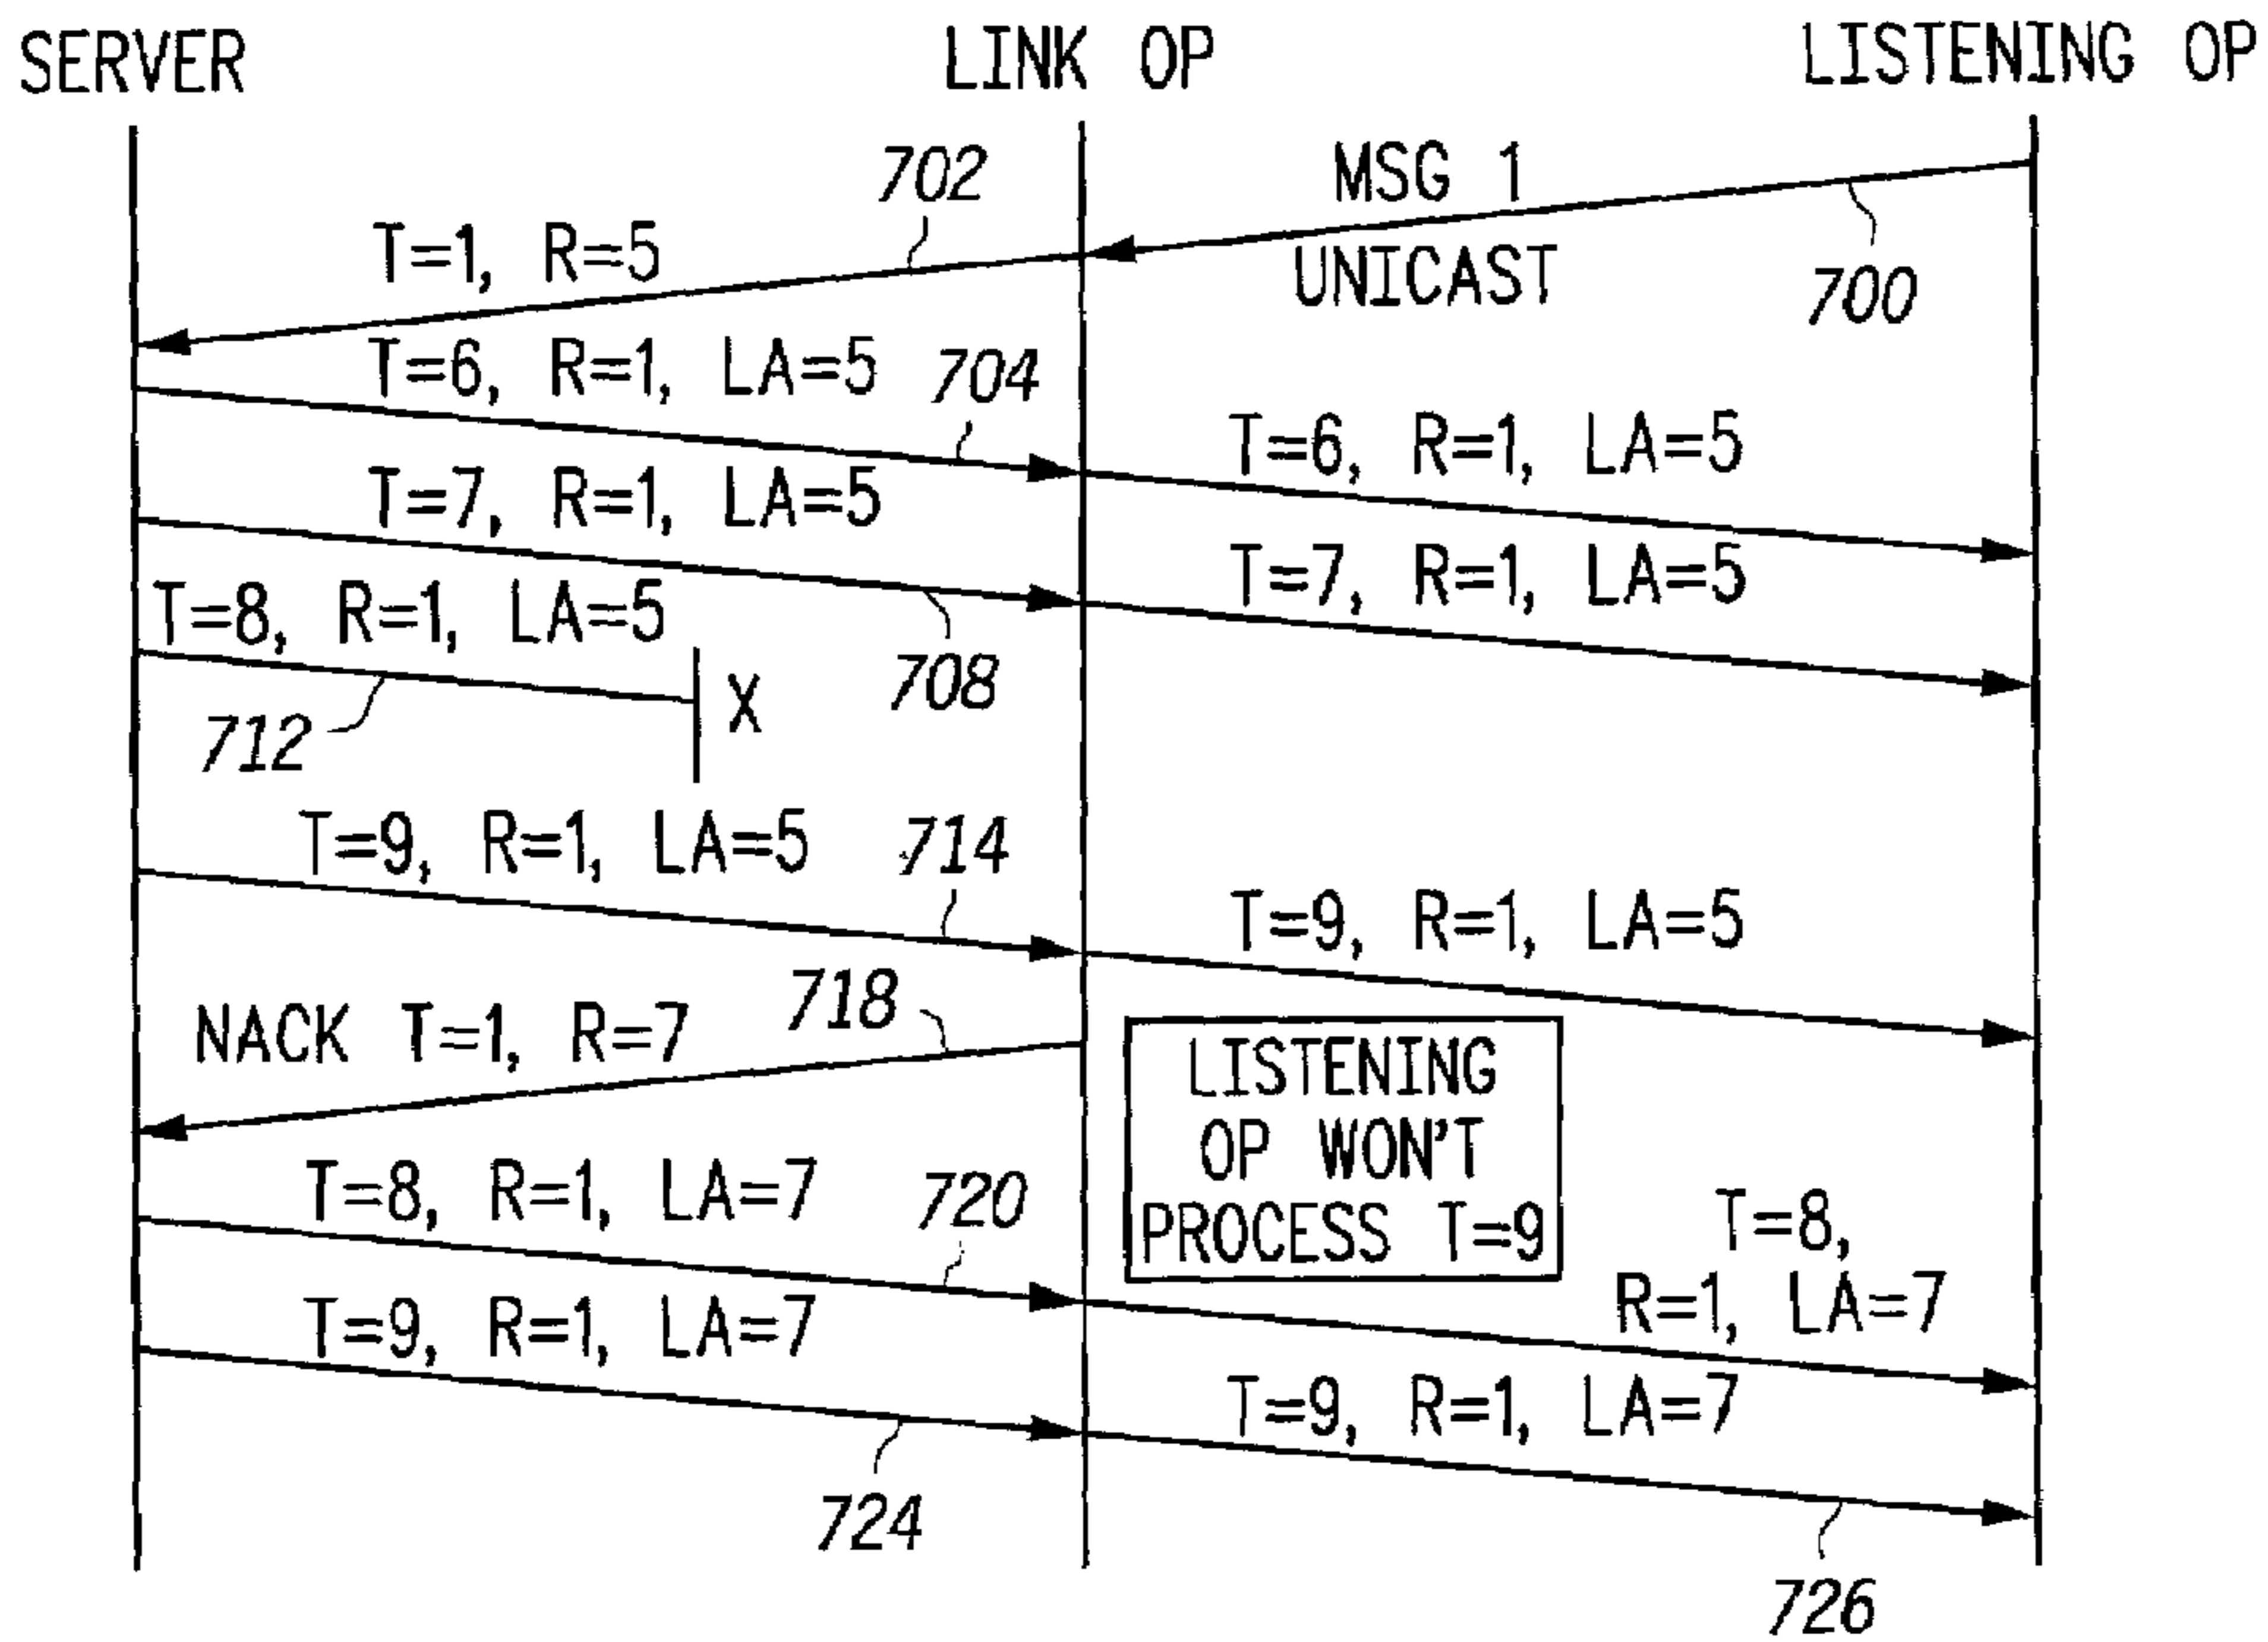 SERVER LINK OP LISTENING OP
702 MSG 1
T=1, R=5 UNICAST 700
T=6, R=1, LA=5 704
T=6, R=1, LA=5
T=7, R=1, LA=5
T=7, R=1, LA=5
T=8, R=1, LA=5 708
712 X
T=9, R=1, LA=5 714
T=9, R=1, LA=5
718
NACK T=1, R=7
LISTENING
OP WON'T
PROCESS T=9
T=8, R=1, LA=7 720
T=8,
R=1, LA=7
T=9, R=1, LA=7
T=9, R=1, LA=7
724
726